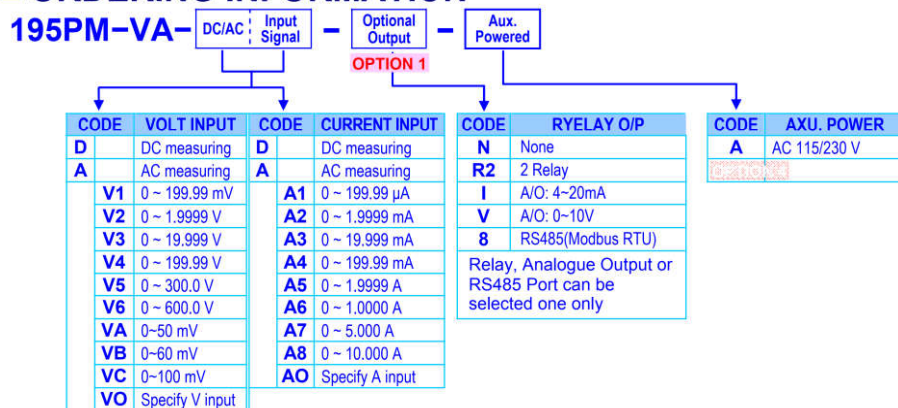 ORDERING INFORMATION
195PM-VA- DC/AC Input Signal - Optional Output - Aux. Powered
OPTION 1
CODE VOLT INPUT
D DC measuring
A AC measuring
V1 0 ~ 199.99 mV
V2 0 ~ 1.9999 V
V3 0 ~ 19.999 V
V4 0 ~ 199.99 V
V5 0 ~ 300.0 V
V6 0 ~ 600.0 V
VA 0~50 mV
VB 0~60 mV
VC 0~100 mV
VO Specify V input
CODE CURRENT INPUT
D DC measuring
A AC measuring
A1 0 ~ 199.99 µA
A2 0 ~ 1.9999 mA
A3 0 ~ 19.999 mA
A4 0 ~ 199.99 mA
A5 0 ~ 1.9999 A
A6 0 ~ 1.0000 A
A7 0 ~ 5.000 A
A8 0 ~ 10.000 A
AO Specify A input
CODE RYELAY O/P
N None
R2 2 Relay
I A/O: 4~20mA
V A/O: 0~10V
8 RS485(Modbus RTU)
Relay, Analogue Output or
RS485 Port can be
selected one only
CODE AXU. POWER
A AC 115/230 V